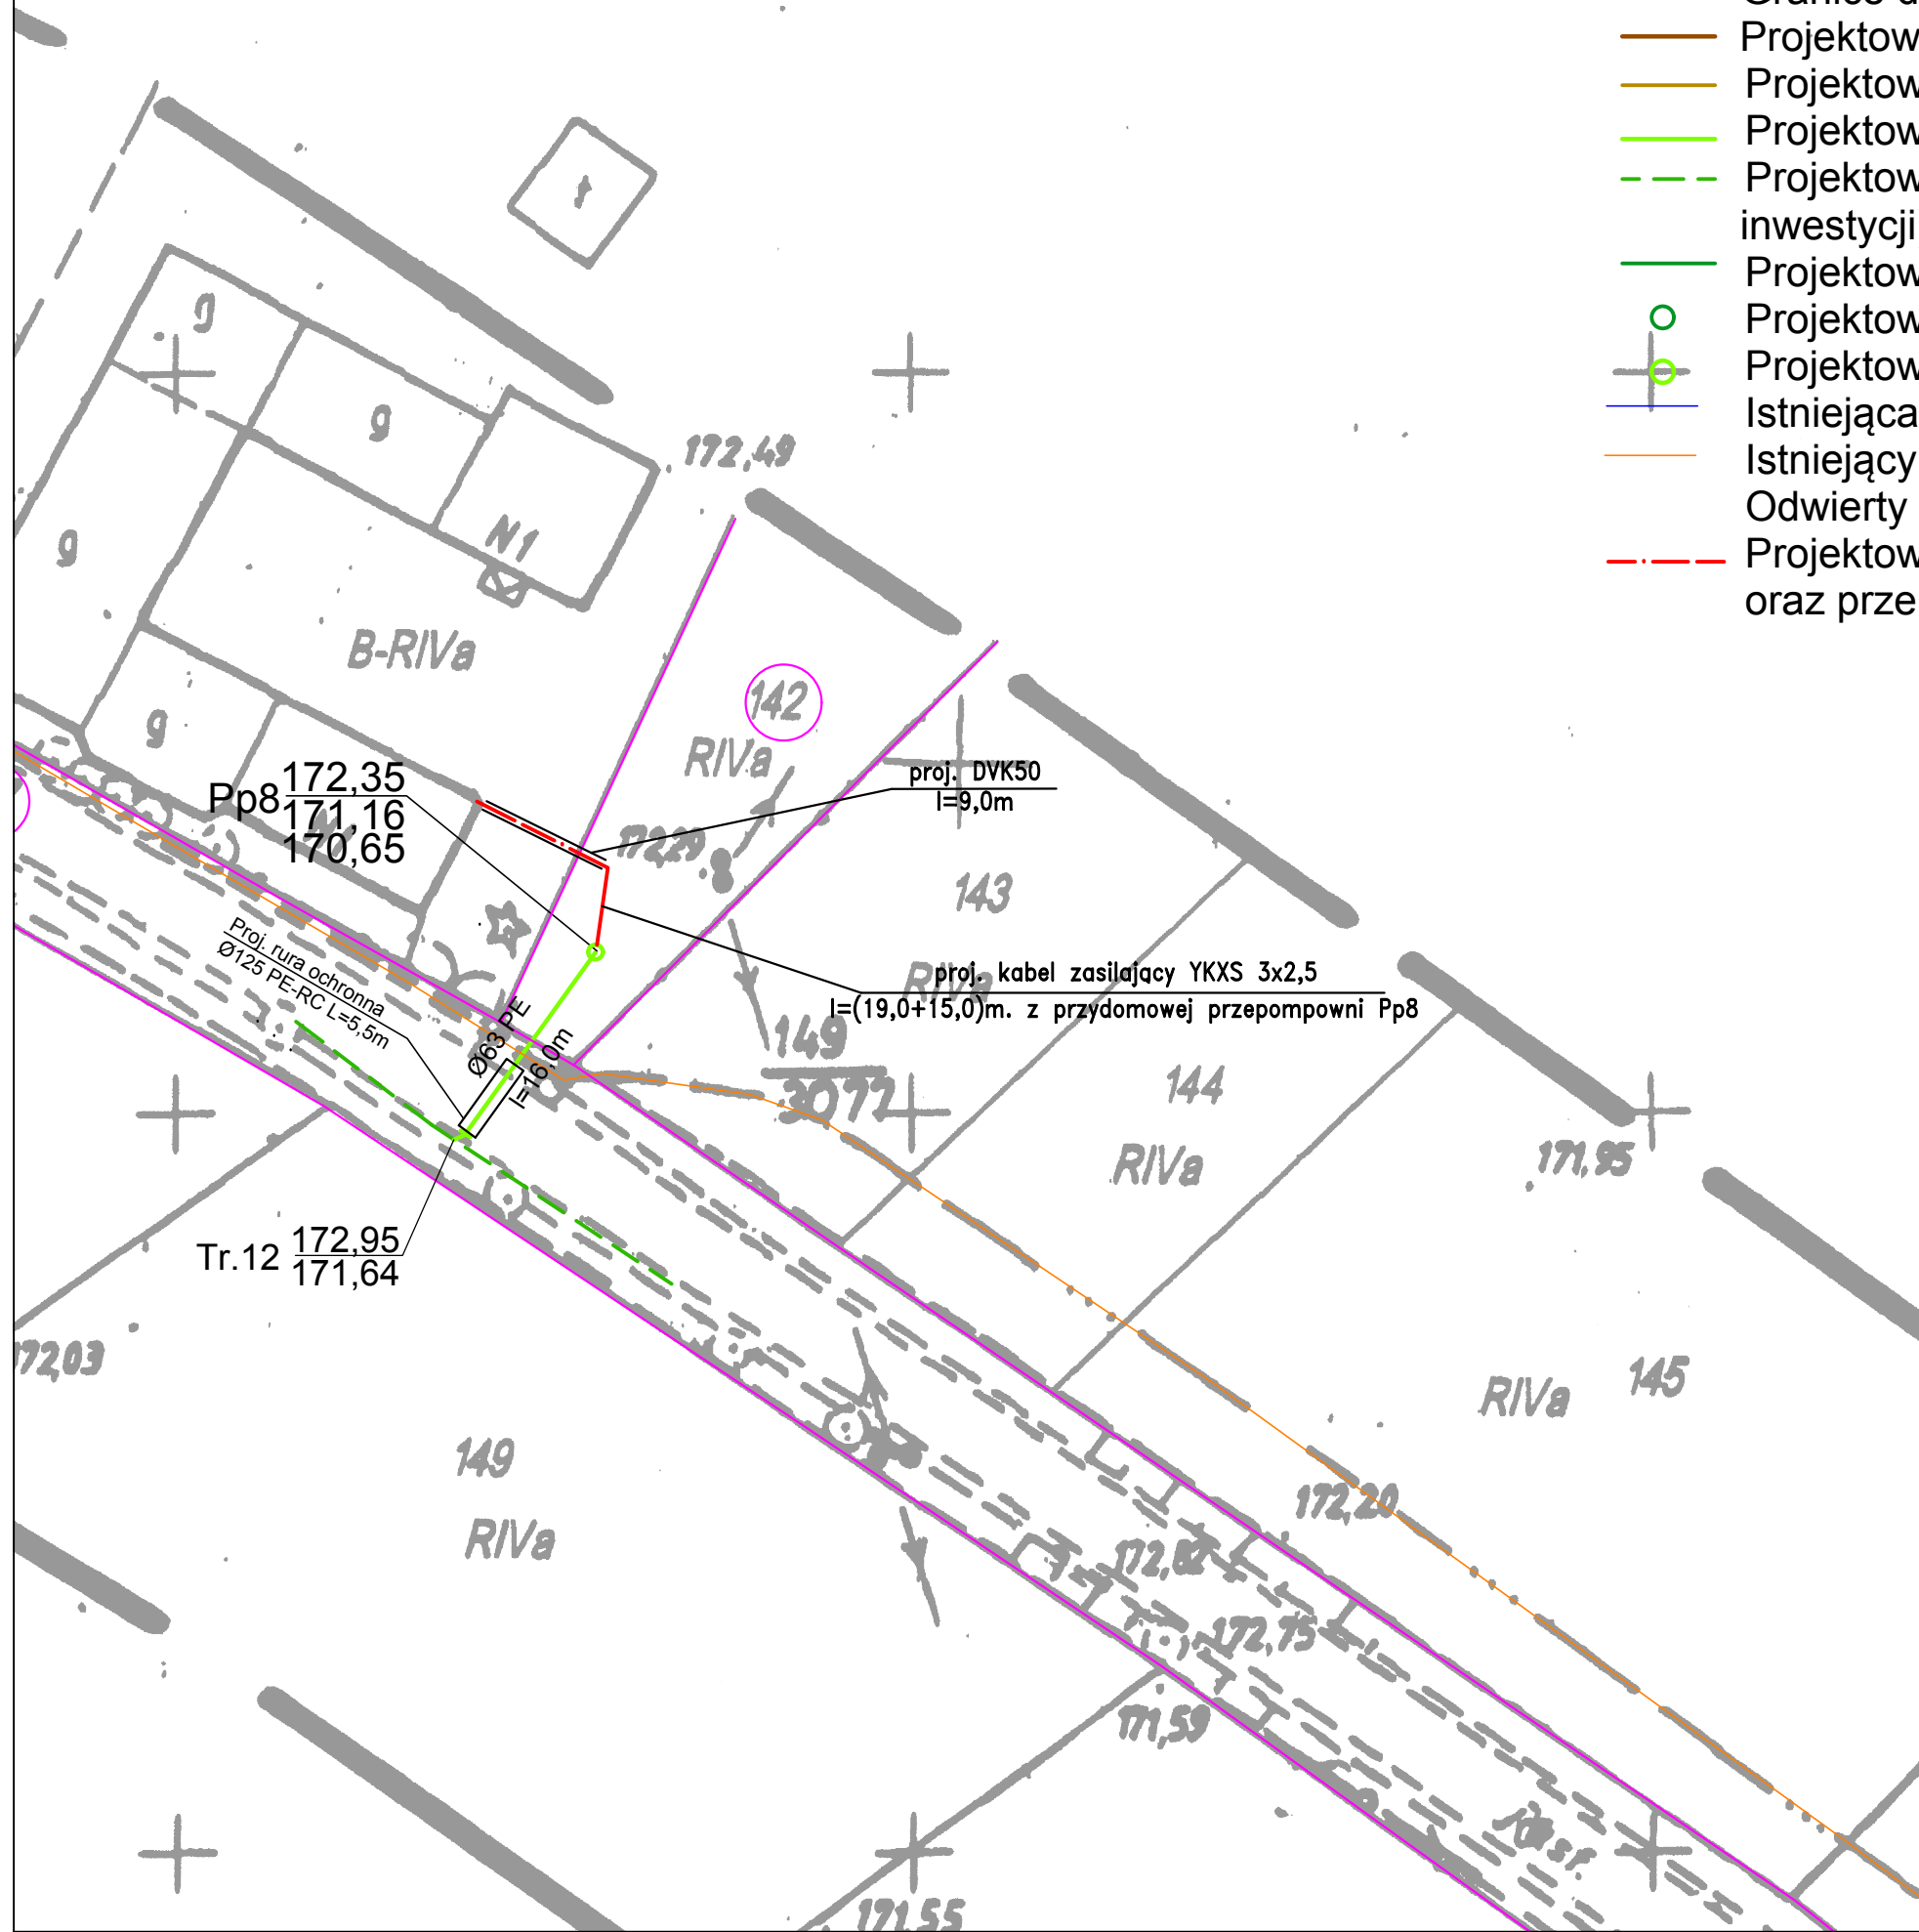 Projektow
Projektow
Projektow
Projektow
inwestycji
Projektow
Projektow
Projektow
Istniejąca
Istniejący
Odwierty
Projektow
oraz prze
g
g
172,49
g
N1
B-RIVa
142
g
RIVa
proj. DVK50
l=9,0m
Pp8
172,35
171,16
170,65
172,29
143
Proj. rura ochronna
Ø125 PE-RC L=5,5m
RIVa
proj. kabel zasilający YKXS 3x2,5
l=(19,0+15,0)m. z przydomowej przepompowni Pp8
Ø63 PE
l=16,0m
149
3077
144
RIVa
171,95
Tr.12
172,95
171,64
172,03
145
RIVa
149
RIVa
172,20
172,75
171,59
171,55